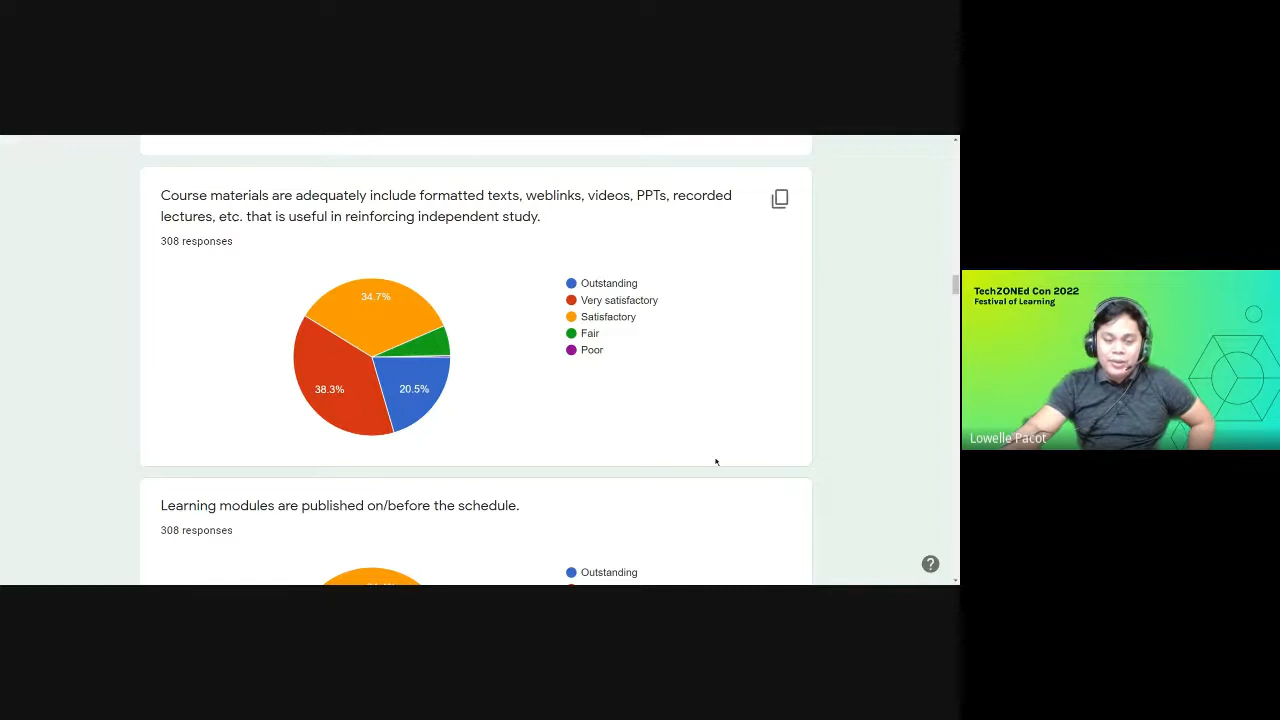 Course materials are adequately include formatted texts, weblinks, videos, PPTs, recorded
lectures, etc. that is useful in reinforcing independent study.
308 responses
34.7%
38.3%
20.5%
Outstanding
Very satisfactory
Satisfactory
Fair
Poor
Learning modules are published on/before the schedule.
308 responses
Outstanding
TechZONEd Con 2022
Festival of Learning
Lowelle Pacot